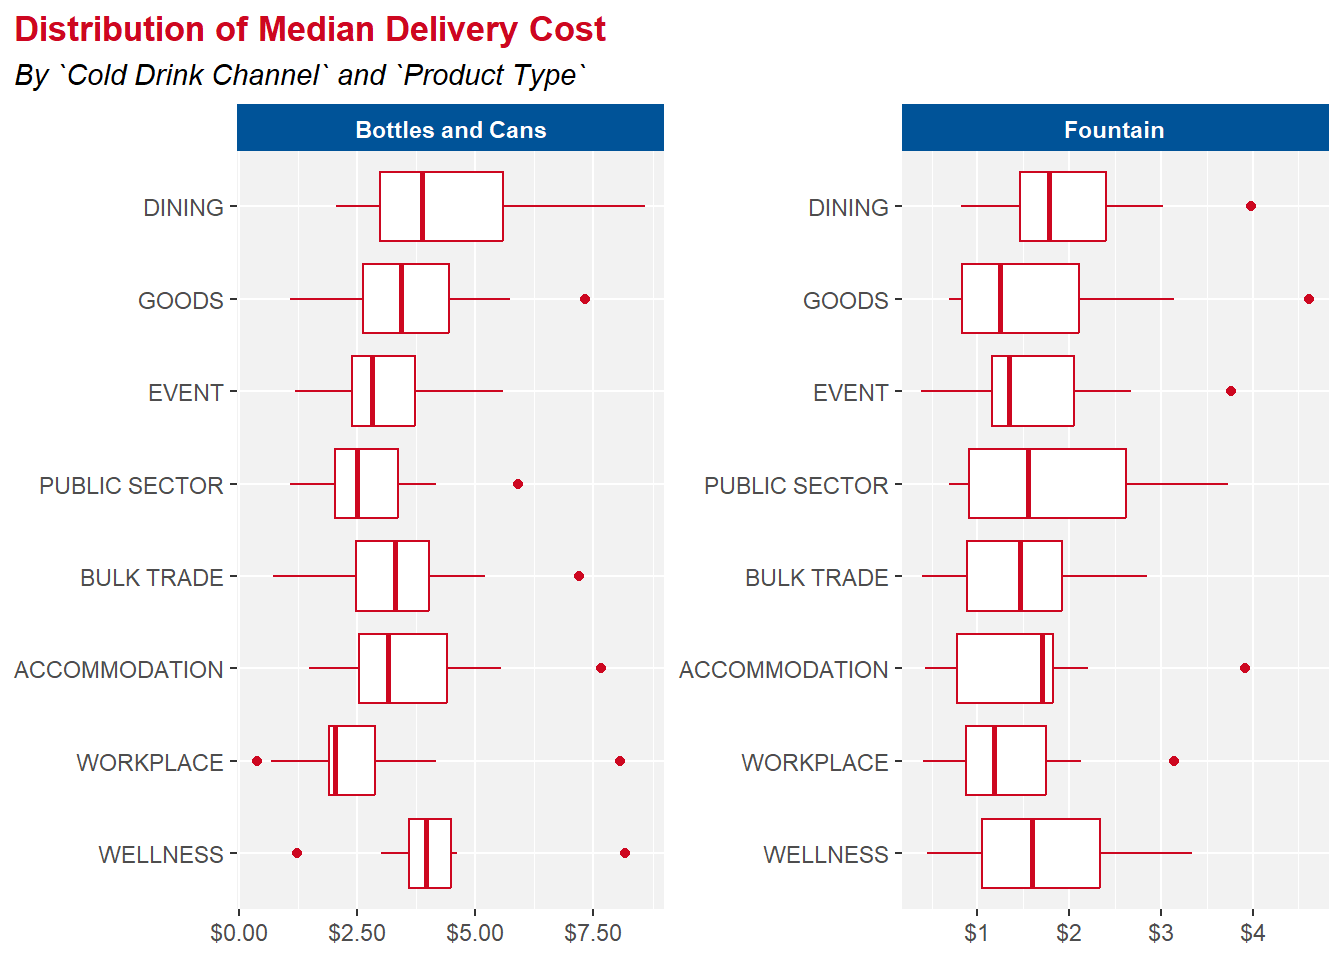 Distribution of Median Delivery Cost
By `Cold Drink Channel` and `Product Type`
Bottles and Cans
DINING
GOODS
EVENT
PUBLIC SECTOR
BULK TRADE
ACCOMMODATION
WORKPLACE
WELLNESS
$0.00 $2.50 $5.00 $7.50
Fountain
DINING
GOODS
EVENT
PUBLIC SECTOR
BULK TRADE
ACCOMMODATION
WORKPLACE
WELLNESS
$1 $2 $3 $4